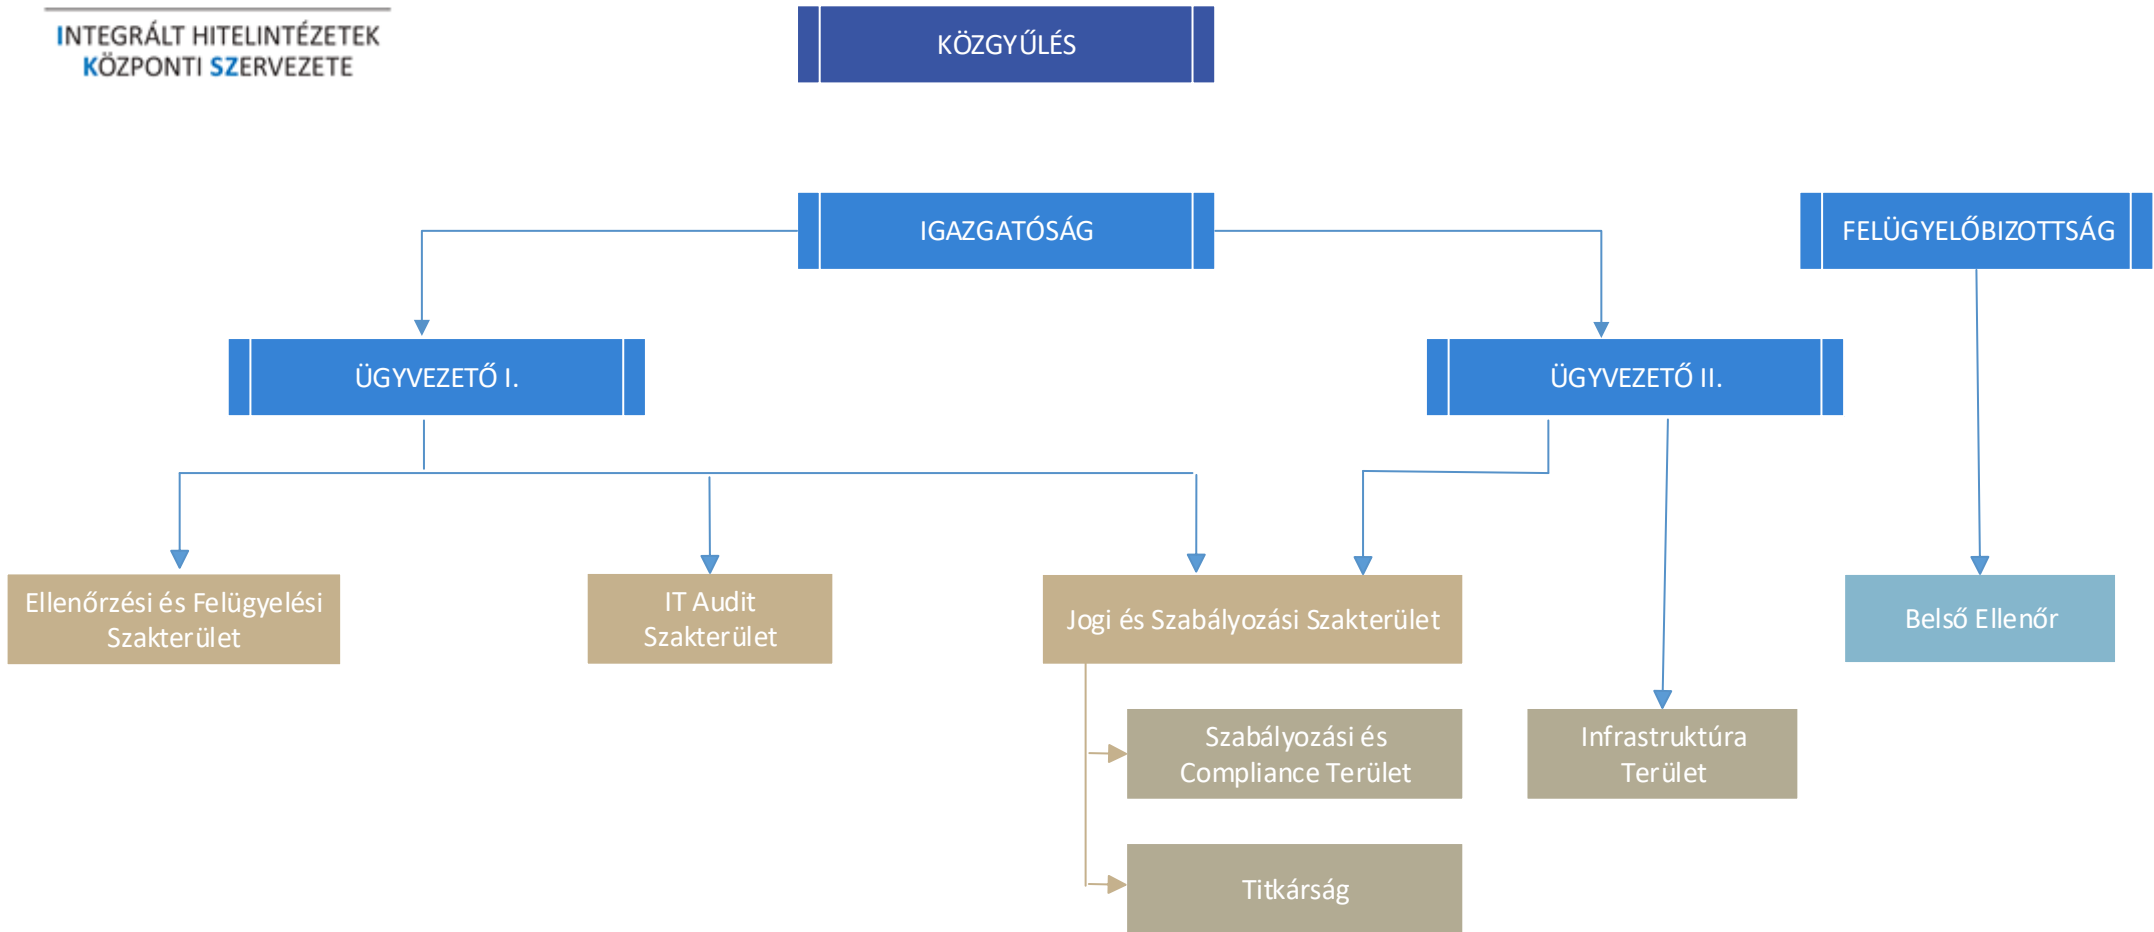 INTEGRÁLT HITELINTÉZETEK
KÖZPONTI SZERVEZETE
KÖZGYŰLÉS
IGAZGATÓSÁG
FELÜGYELŐBIZOTTSÁG
ÜGYVEZETŐ I.
ÜGYVEZETŐ II.
Ellenőrzési és Felügyelési
Szakterület
IT Audit
Szakterület
Jogi és Szabályozási Szakterület
Belső Ellenőr
Szabályozási és
Compliance Terület
Infrastruktúra
Terület
Titkárság